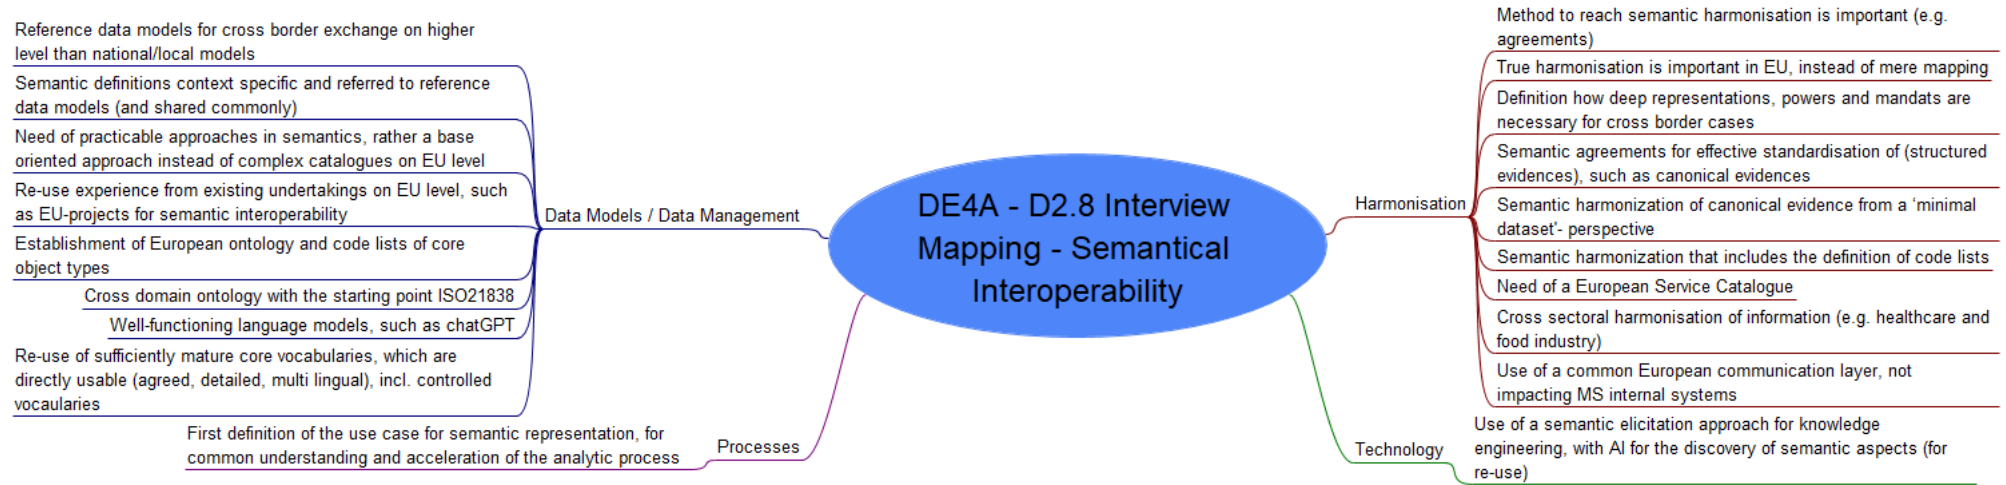 Reference data models for cross border exchange on higher
level than national/local models
Semantic definitions context specific and referred to reference
data models (and shared commonly)
Need of practicable approaches in semantics, rather a base
oriented approach instead of complex catalogues on EU level
Re-use experience from existing undertakings on EU level, such
as EU-projects for semantic interoperability
Establishment of European ontology and code lists of core
object types
Cross domain ontology with the starting point ISO21838
Well-functioning language models, such as chatGPT
Re-use of sufficiently mature core vocabularies, which are
directly usable (agreed, detailed, multi lingual), incl. controlled
vocaularies
Data Models / Data Management
First definition of the use case for semantic representation, for
common understanding and acceleration of the analytic process
Processes
DE4A - D2.8 Interview
Mapping - Semantical
Interoperability
Harmonisation
Method to reach semantic harmonisation is important (e.g.
agreements)
True harmonisation is important in EU, instead of mere mapping
Definition how deep representations, powers and mandats are
necessary for cross border cases
Semantic agreements for effective standardisation of (structured
evidences), such as canonical evidences
Semantic harmonization of canonical evidence from a ‘minimal
dataset'- perspective
Semantic harmonization that includes the definition of code lists
Need of a European Service Catalogue
Cross sectoral harmonisation of information (e.g. healthcare and
food industry)
Use of a common European communication layer, not
impacting MS internal systems
Technology
Use of a semantic elicitation approach for knowledge
engineering, with AI for the discovery of semantic aspects (for
re-use)